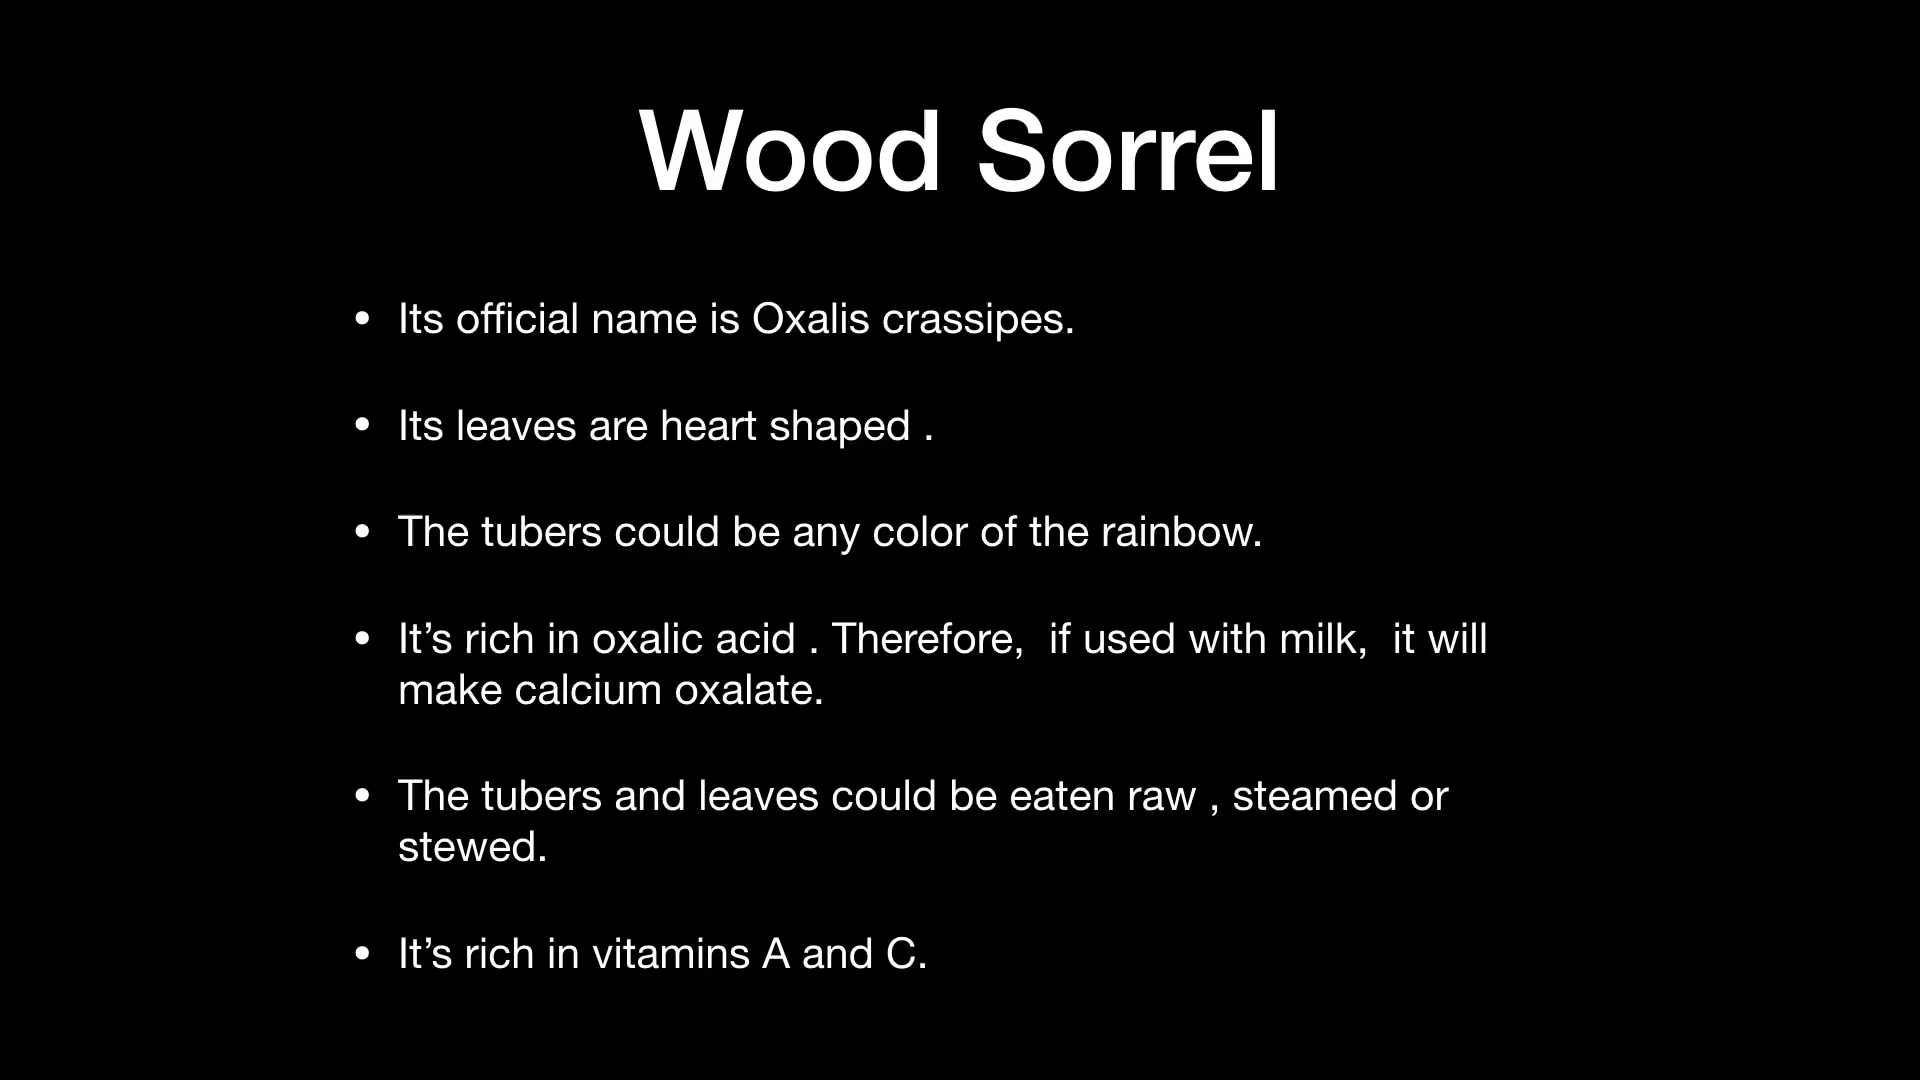 Wood Sorrel
• Its official name is Oxalis crassipes.
• Its leaves are heart shaped .
• The tubers could be any color of the rainbow.
• It’s rich in oxalic acid . Therefore,  if used with milk,  it will
make calcium oxalate.
• The tubers and leaves could be eaten raw , steamed or
stewed.
• It’s rich in vitamins A and C.